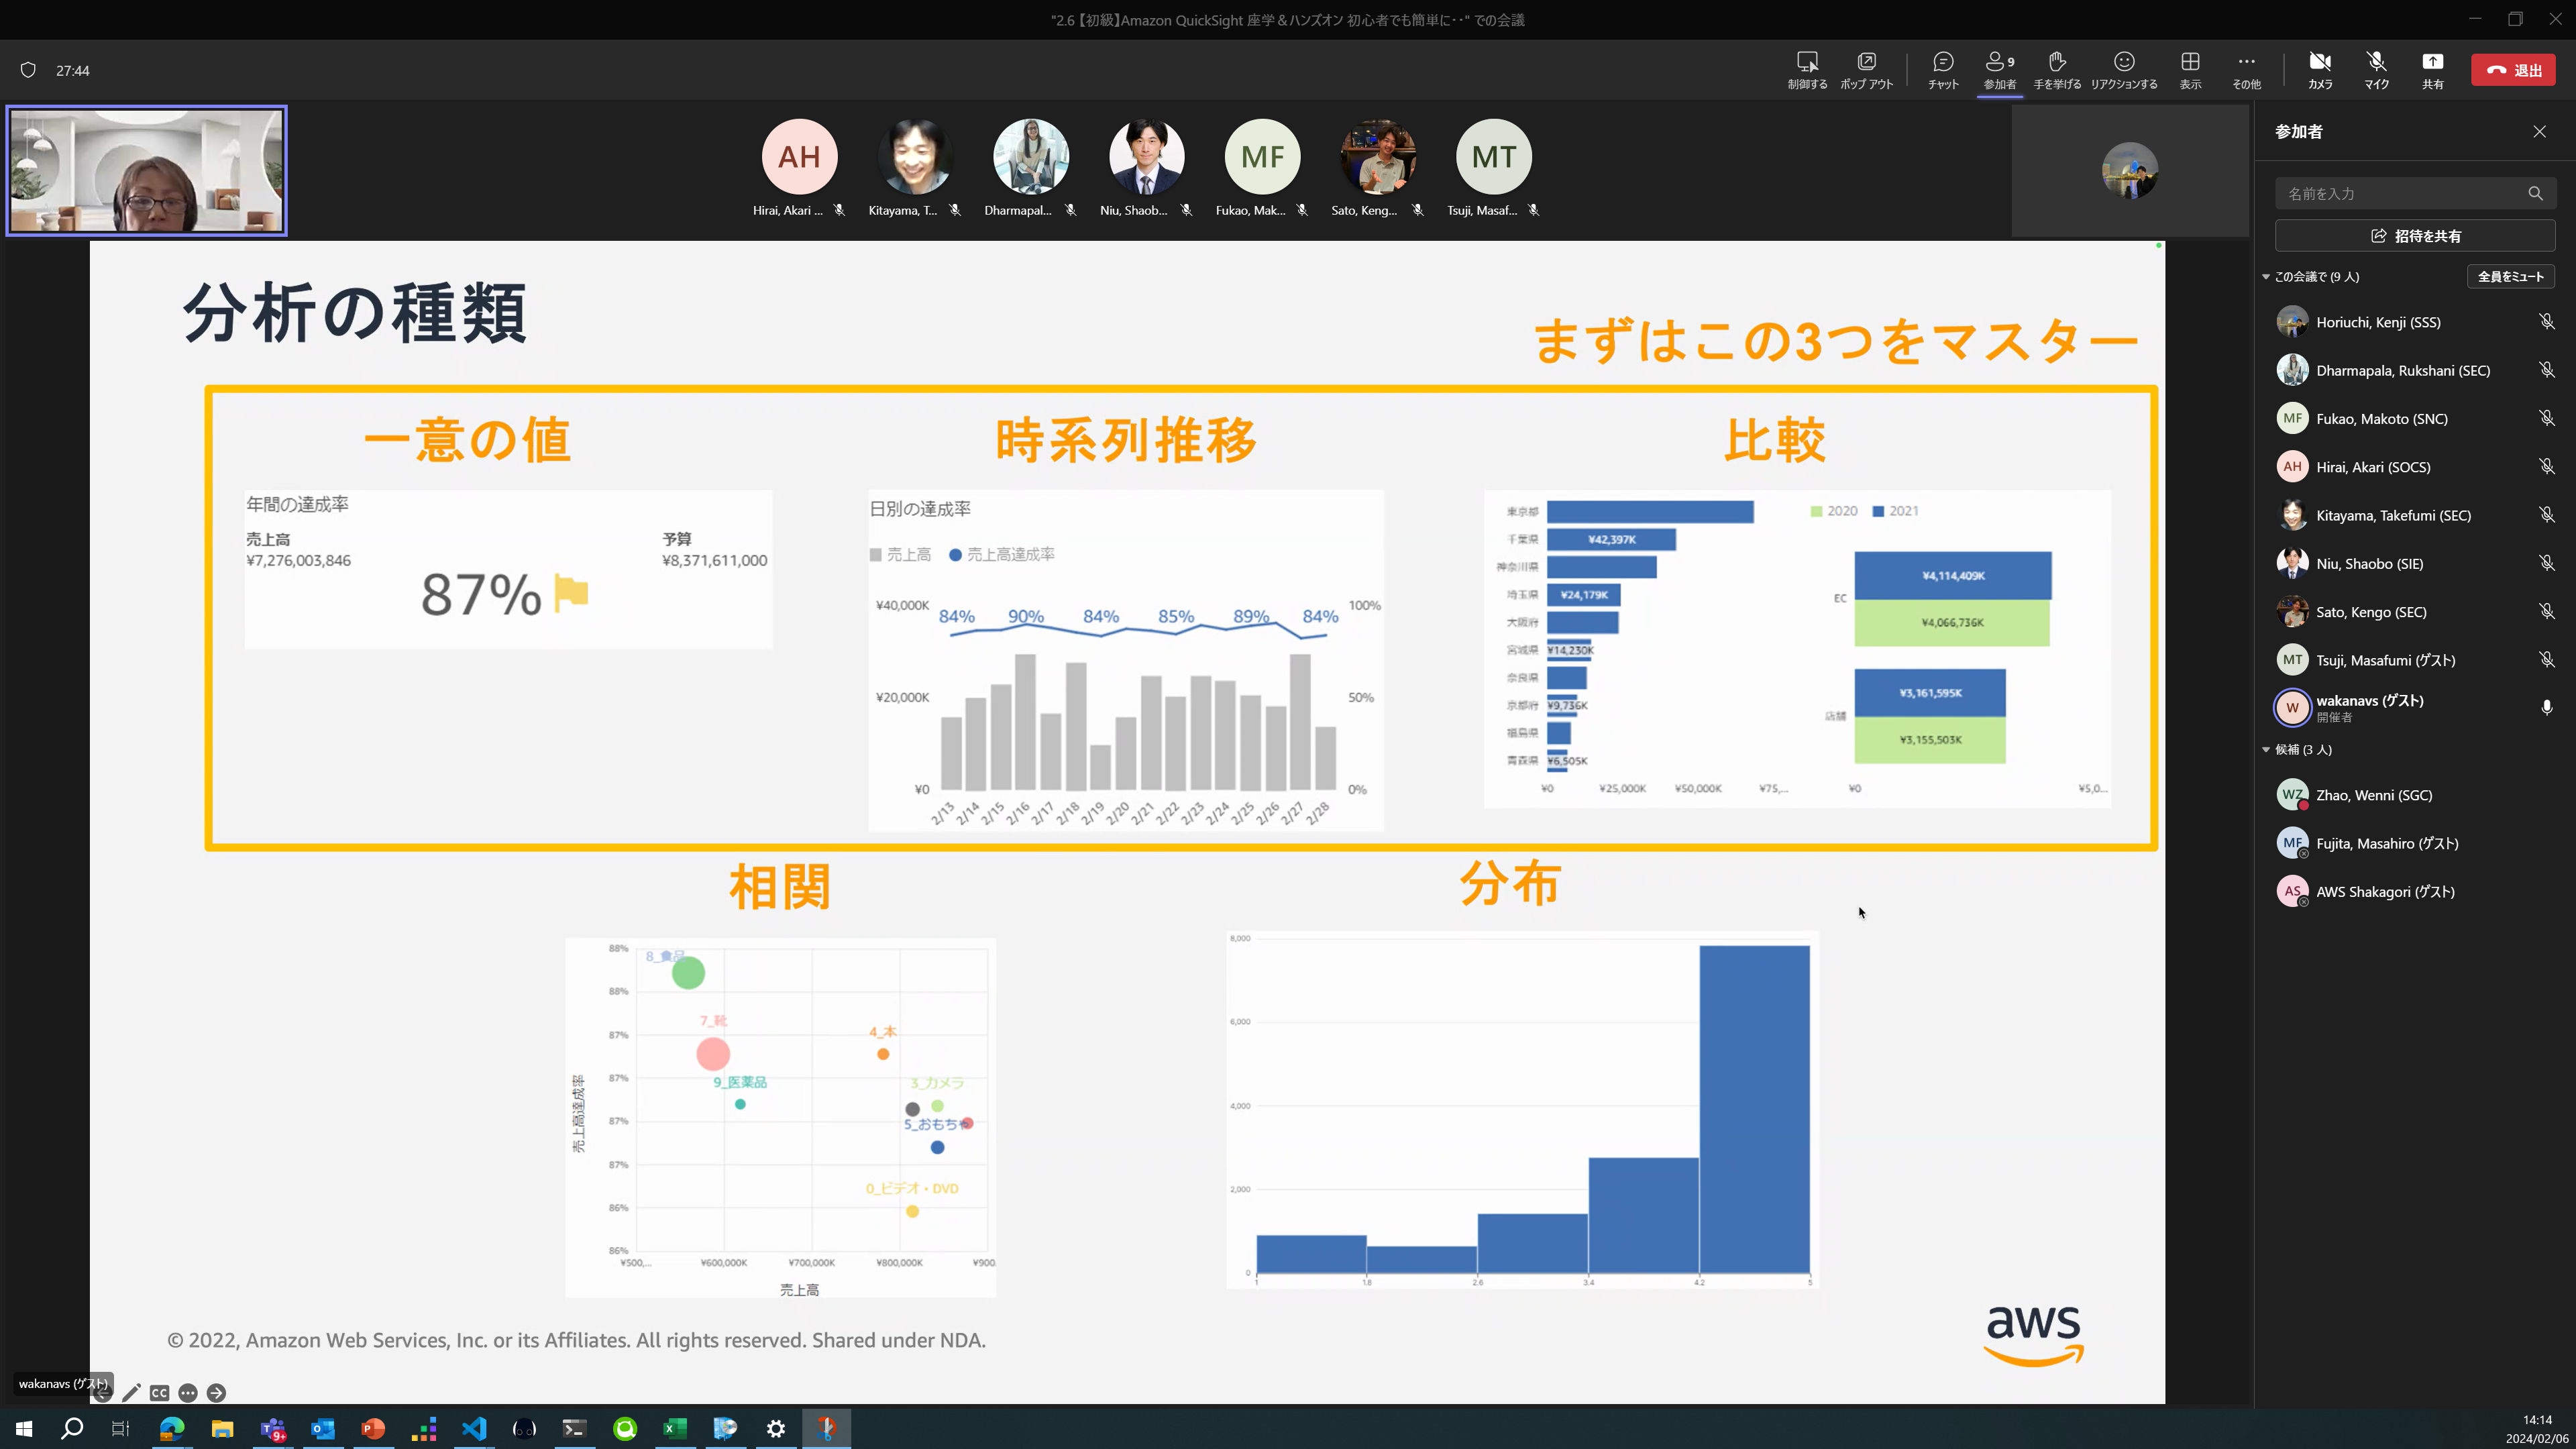 "2.6【初級】Amazon QuickSight 座学＆ハンズオン 初心者でも簡単に･･" での会議
27:44
制御する
ポップ アウト
チャット
9
参加者
手を挙げる
リアクションする
表示
その他
カメラ
マイク
共有
退出
AH
MF
MT
Hirai, Akari ...
Kitayama, T...
Dharmapal...
Niu, Shaob...
Fukao, Mak...
Sato, Keng...
Tsuji, Masaf...
分析の種類
まずはこの3つをマスター
一意の値
年間の達成率
売上高
¥7,276,003,846
予算
¥8,371,611,000
87%
時系列推移
日別の達成率
売上高
売上高達成率
¥40,000K
¥20,000K
¥0
84%
90%
84%
85%
89%
84%
100%
50%
0%
2/13
2/14
2/15
2/16
2/17
2/18
2/19
2/20
2/21
2/22
2/23
2/24
2/25
2/26
2/27
2/28
比較
東京都
千葉県
¥42,397K
神奈川県
埼玉県
¥24,179K
大阪府
宮城県
¥14,230K
奈良県
京都府
¥9,736K
福島県
青森県
¥6,505K
¥0
¥25,000K
¥50,000K
¥75,...
2020
2021
EC
¥4,114,409K
¥4,066,736K
店舗
¥3,161,595K
¥3,155,503K
¥0
¥5,0...
相関
88%
88%
87%
87%
87%
87%
86%
86%
売上高達成率
8_食品
7_靴
4_本
9_医薬品
3_カメラ
5_おもちゃ
0_ビデオ・DVD
¥500,...
¥600,000K
¥700,000K
¥800,000K
¥900
売上高
分布
8,000
6,000
4,000
2,000
0
1
1.8
2.6
3.4
4.2
5
© 2022, Amazon Web Services, Inc. or its Affiliates. All rights reserved. Shared under NDA.
aws
wakanavs (ゲスト)
CC
参加者
名前を入力
招待を共有
この会議で (9 人)
全員をミュート
Horiuchi, Kenji (SSS)
Dharmapala, Rukshani (SEC)
MF
Fukao, Makoto (SNC)
AH
Hirai, Akari (SOCS)
Kitayama, Takefumi (SEC)
Niu, Shaobo (SIE)
Sato, Kengo (SEC)
MT
Tsuji, Masafumi (ゲスト)
W
wakanavs (ゲスト)
開催者
候補 (3 人)
WZ
Zhao, Wenni (SGC)
MF
Fujita, Masahiro (ゲスト)
AS
AWS Shakagori (ゲスト)
9+
14:14
2024/02/06